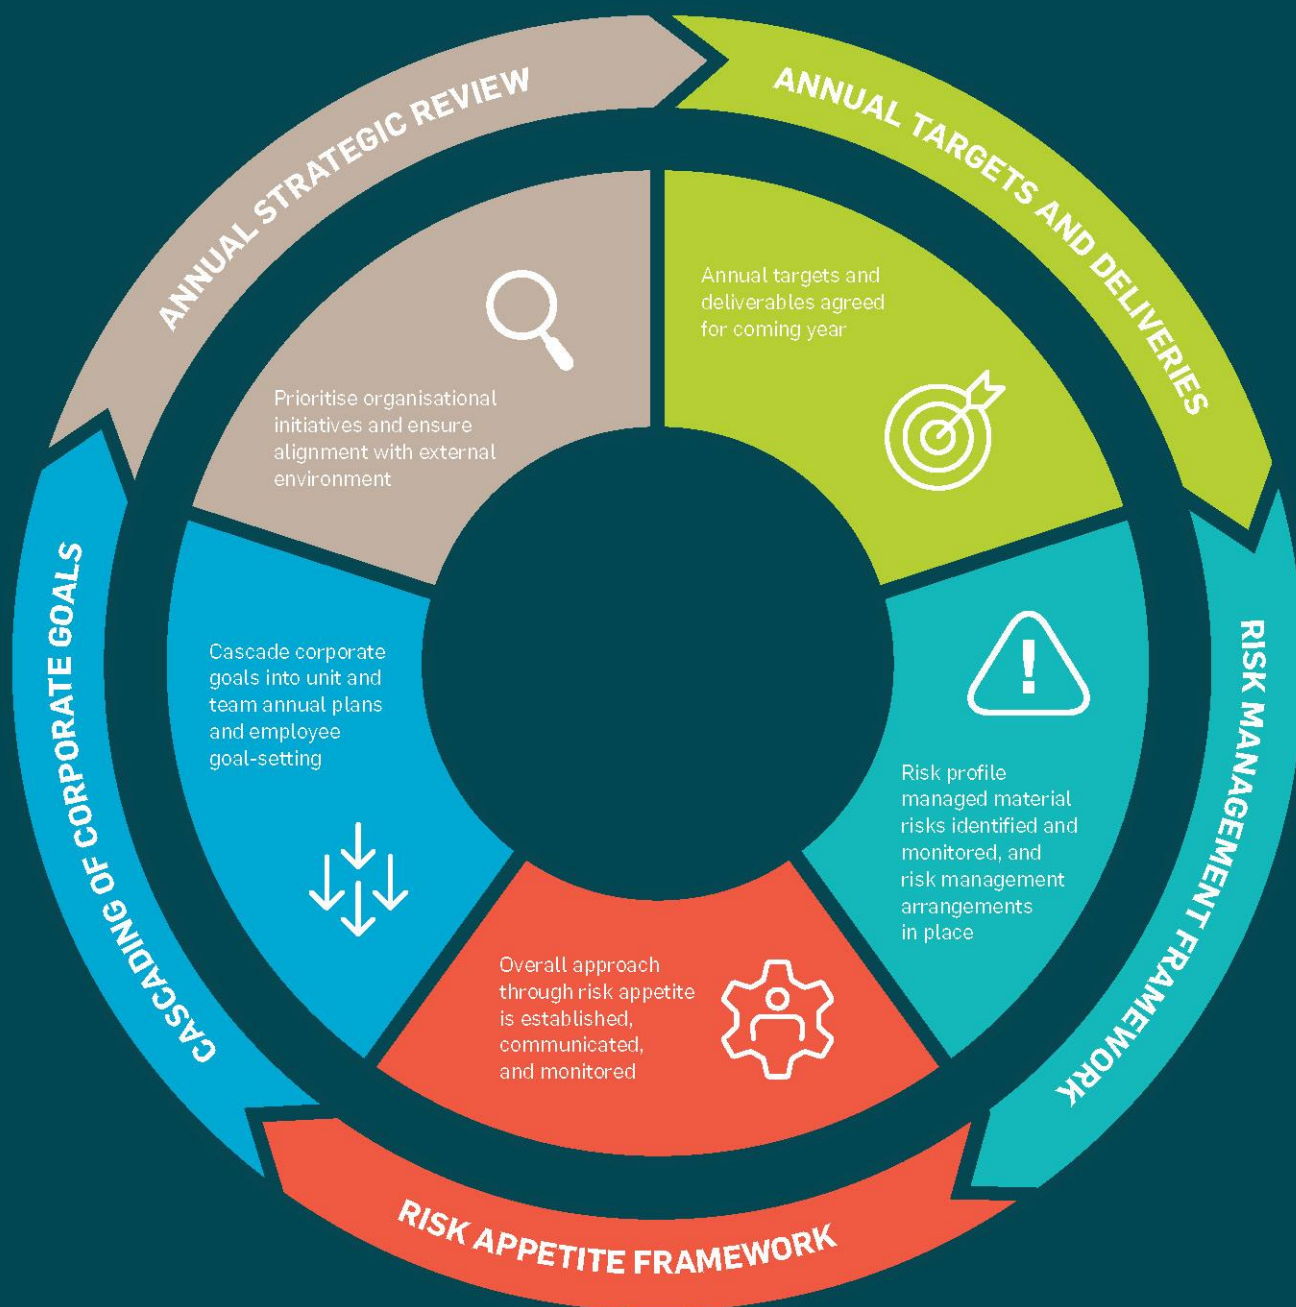 ANNUAL STRATEGIC REVIEW
Prioritise organisational
initiatives and ensure
alignment with external
environment
ANNUAL TARGETS AND DELIVERIES
Annual targets and
deliverables agreed
for coming year
RISK MANAGEMENT FRAMEWORK
Risk profile
managed material
risks identified and
monitored, and
risk management
arrangements
in place
RISK APPETITE FRAMEWORK
Overall approach
through risk appetite
is established,
communicated,
and monitored
CASCADING OF CORPORATE GOALS
Cascade corporate
goals into unit and
team annual plans
and employee
goal-setting